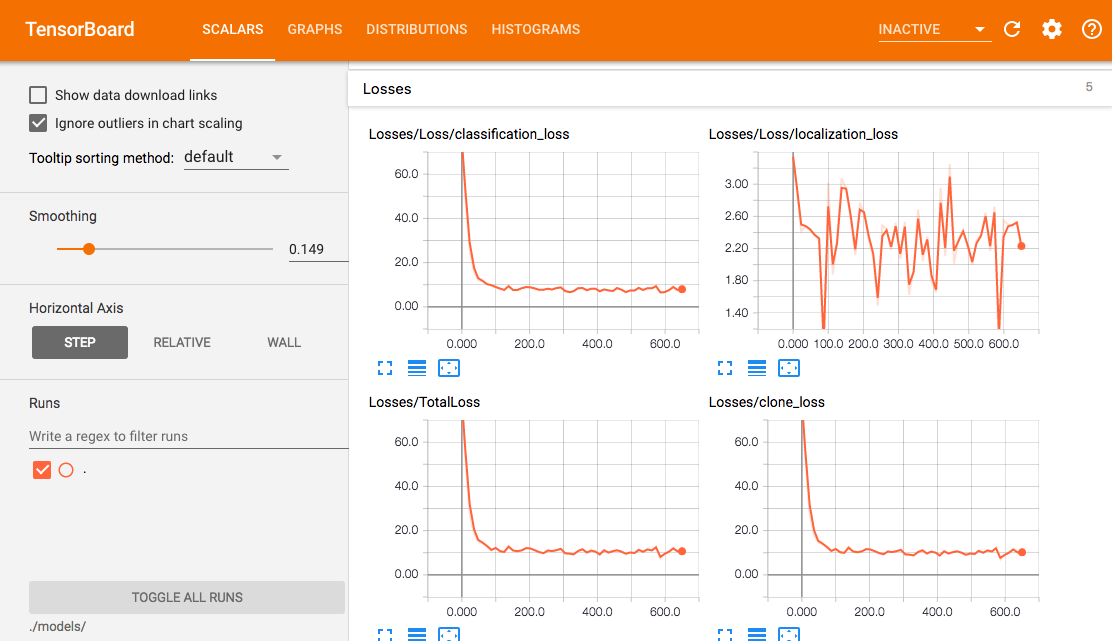 TensorBoard
SCALARS GRAPHS DISTRIBUTIONS HISTOGRAMS
INACTIVE
Show data download links
Ignore outliers in chart scaling
Tooltip sorting method: default
Smoothing
0.149
Horizontal Axis
STEP RELATIVE WALL
Runs
Write a regex to filter runs
.
TOGGLE ALL RUNS
./models/
Losses 5
Losses/Loss/classification_loss
60.0
40.0
20.0
0.00
0.000 200.0 400.0 600.0
Losses/Loss/localization_loss
3.00
2.60
2.20
1.80
1.40
0.000 100.0 200.0 300.0 400.0 500.0 600.0
Losses/TotalLoss
60.0
40.0
20.0
0.00
0.000 200.0 400.0 600.0
Losses/clone_loss
60.0
40.0
20.0
0.00
0.000 200.0 400.0 600.0